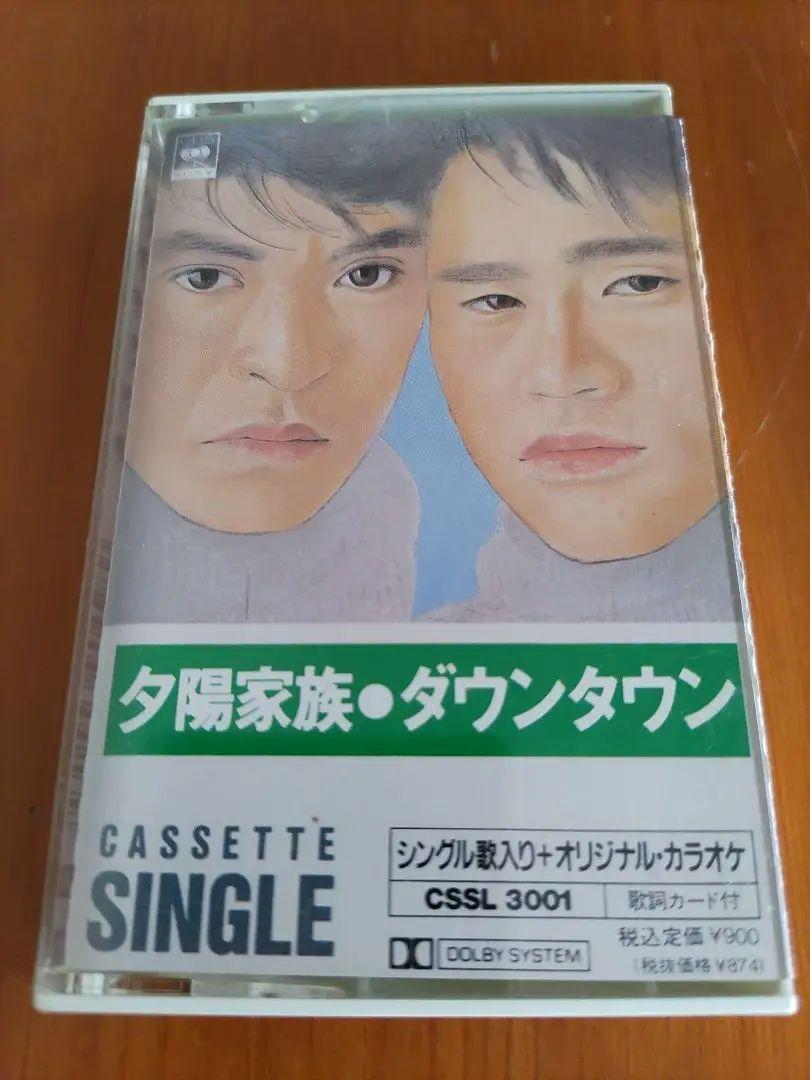 SONY
夕陽家族●ダウンタウン
CASSETTE
SINGLE
シングル歌入り+オリジナル・カラオケ
CSSL 3001
歌詞カード付
税込定価¥900
(税抜価格¥874)
DOLBY SYSTEM